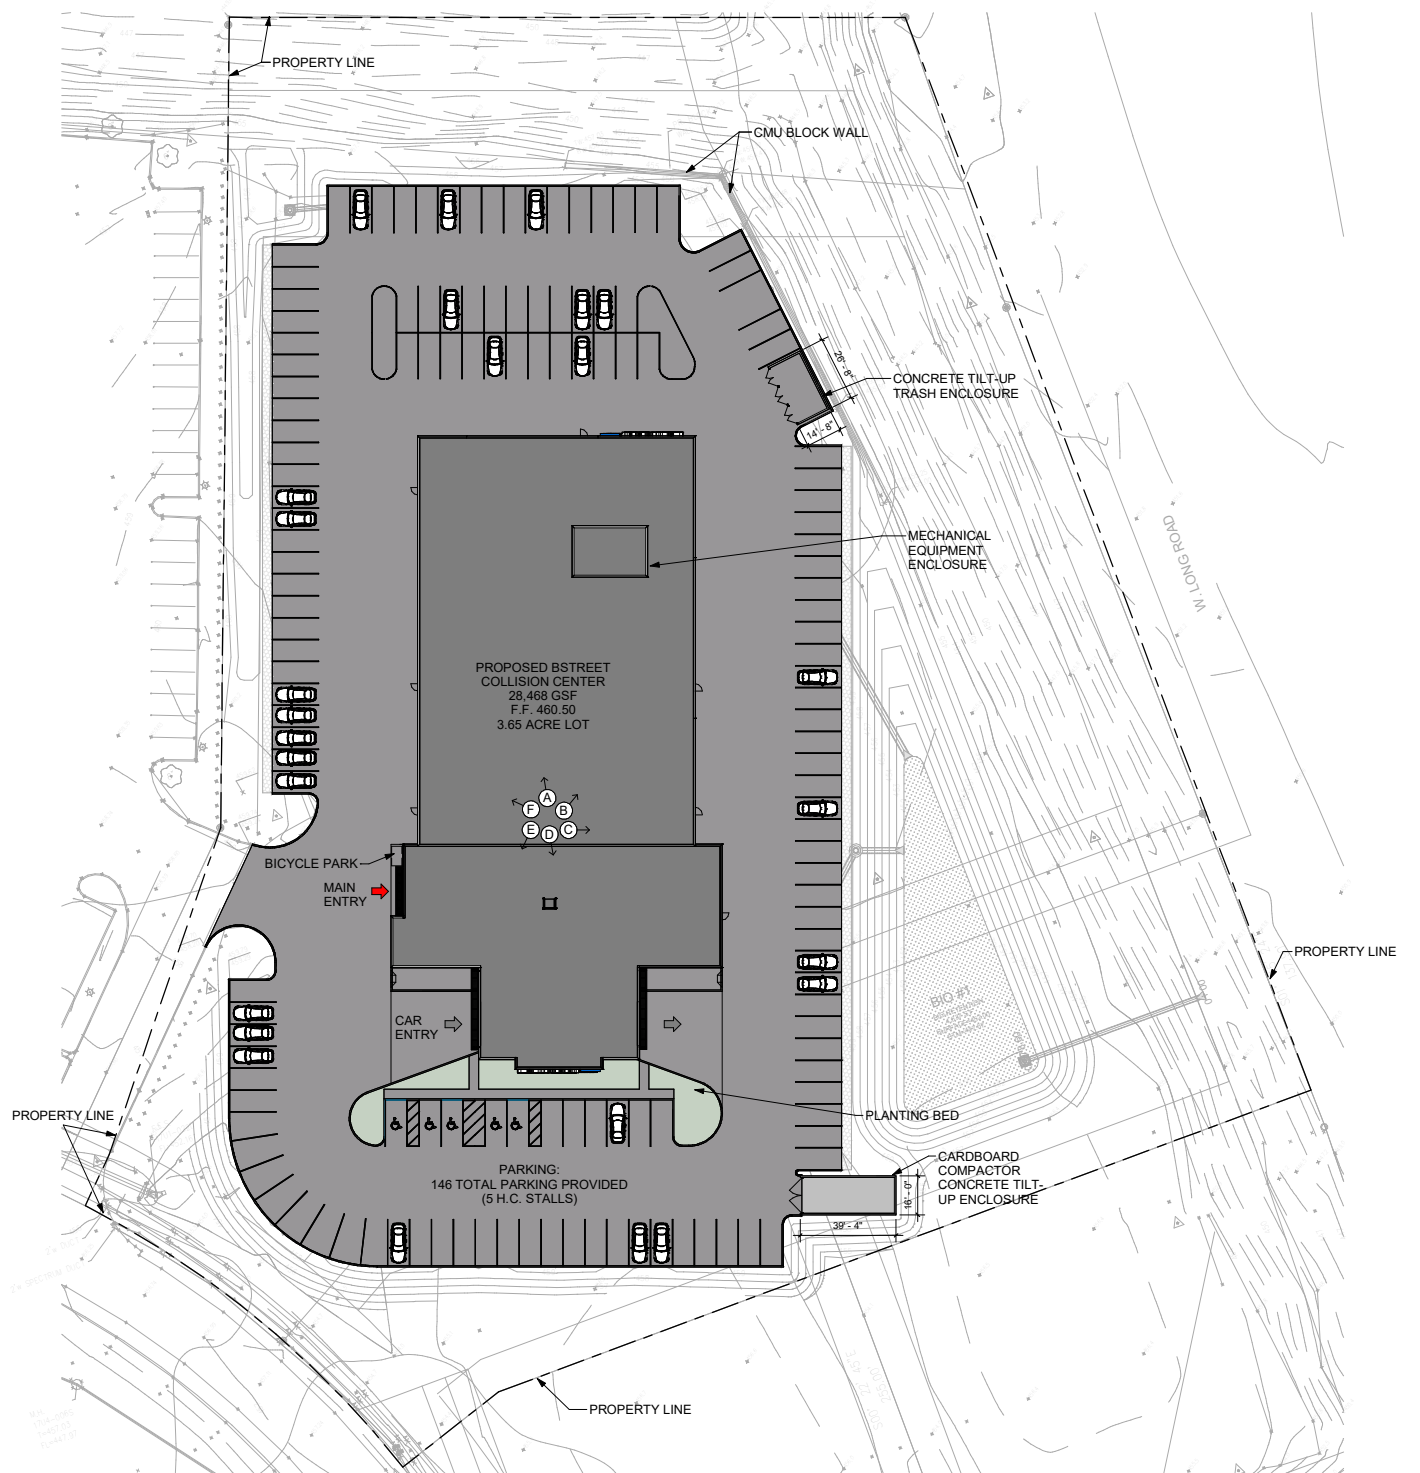 PROPERTY LINE
CMU BLOCK WALL
26' - 8"
CONCRETE TILT-UP
TRASH ENCLOSURE
14' - 8"
MECHANICAL
EQUIPMENT
ENCLOSURE
W. LONG ROAD
PROPOSED BSTREET
COLLISION CENTER
28,468 GSF
F.F. 460.50
3.65 ACRE LOT
A
F
B
E
D
C
BICYCLE PARK
MAIN
ENTRY
PROPERTY LINE
BIO #1
CAR
ENTRY
PROPERTY LINE
PLANTING BED
PARKING:
146 TOTAL PARKING PROVIDED
(5 H.C. STALLS)
CARDBOARD
COMPACTOR
CONCRETE TILT-
UP ENCLOSURE
16' - 0"
39' - 4"
PROPERTY LINE